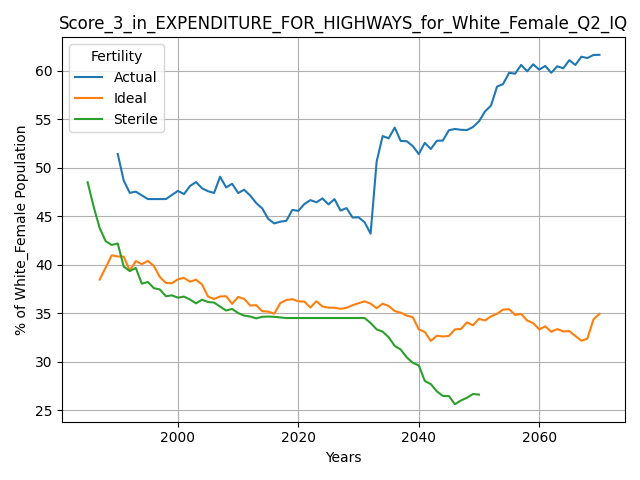 Score_3_in_EXPENDITURE_FOR_HIGHWAYS_for_White_Female_Q2_IQ
Fertility
Actual
Ideal
Sterile
% of White_Female Population
60
55
50
45
40
35
30
25
2000
2020
2040
2060
Years